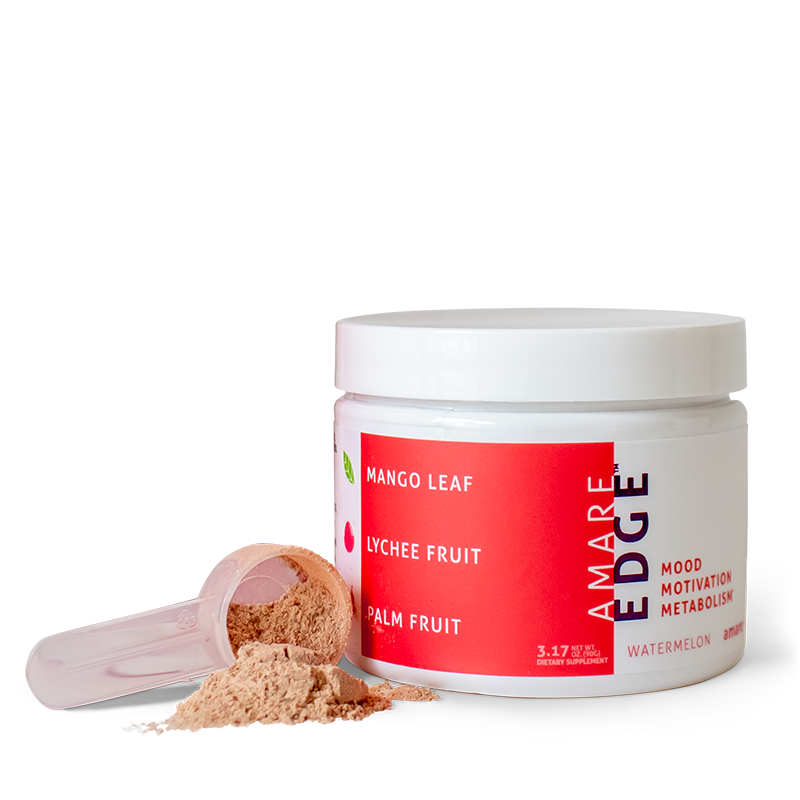 MANGO LEAF
LYCHEE FRUIT
PALM FRUIT
AMARE
EDGE™
MOOD
MOTIVATION
METABOLISM*
3.17 NET WT.
OZ. (90G)
DIETARY SUPPLEMENT
WATERMELON
amare